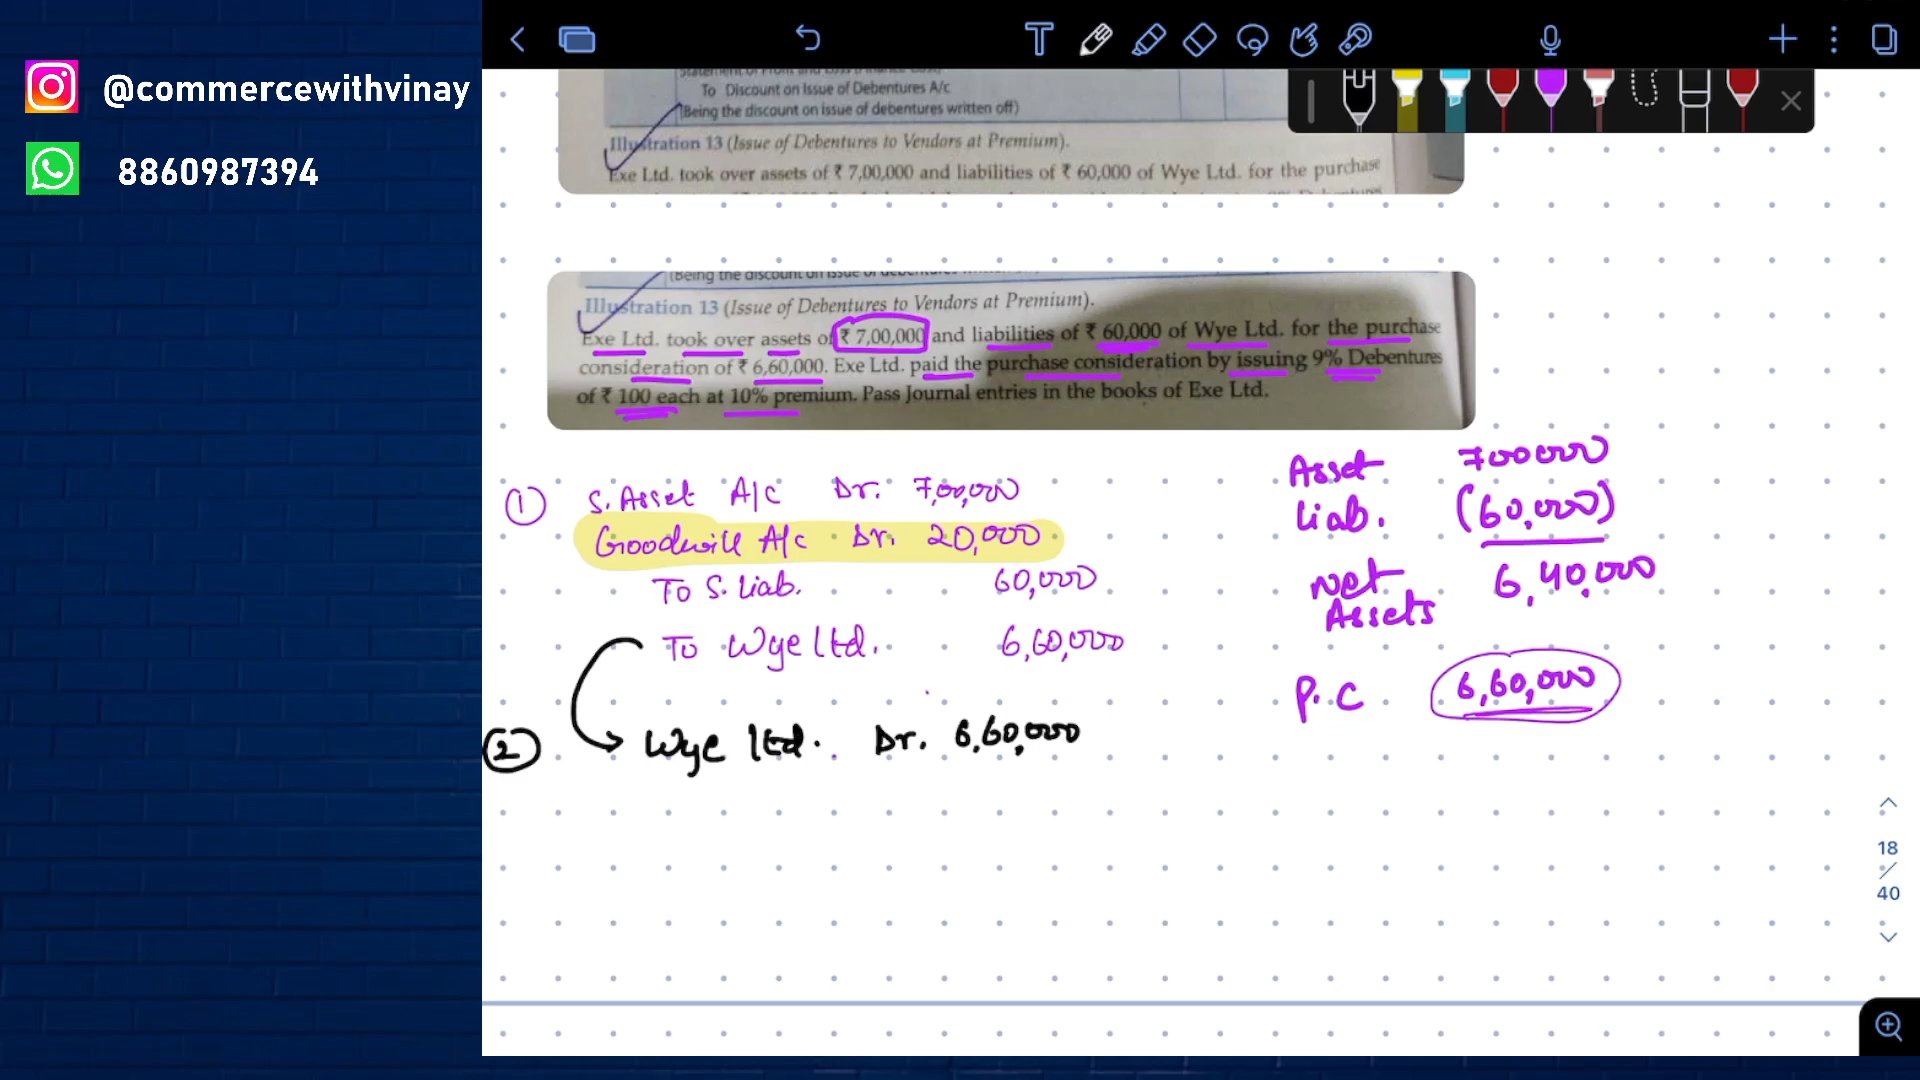 @commercewithvinay
8860987394
To Discount on Issue of Debentures A/c
(Being the discount on issue of debentures written off)
Illustration 13 (Issue of Debentures to Vendors at Premium).
Exe Ltd. took over assets of ₹ 7,00,000 and liabilities of ₹ 60,000 of Wye Ltd. for the purchase
(Being the discount on issue of debentures
Illustration 13 (Issue of Debentures to Vendors at Premium).
Exe Ltd. took over assets of ₹ 7,00,000 and liabilities of ₹ 60,000 of Wye Ltd. for the purchase
consideration of ₹ 6,60,000. Exe Ltd. paid the purchase consideration by issuing 9% Debentures
of ₹ 100 each at 10% premium. Pass Journal entries in the books of Exe Ltd.
① S. Asset A/c Dr. 7,00,000
Goodwill A/c Dr. 20,000
To S. Liab. 60,000
To Wye Ltd. 6,60,000
② Wye Ltd. Dr. 6,60,000
Asset 700000
Liab. (60,000)
Net Assets 6,40,000
P.C 6,60,000
18
/
40